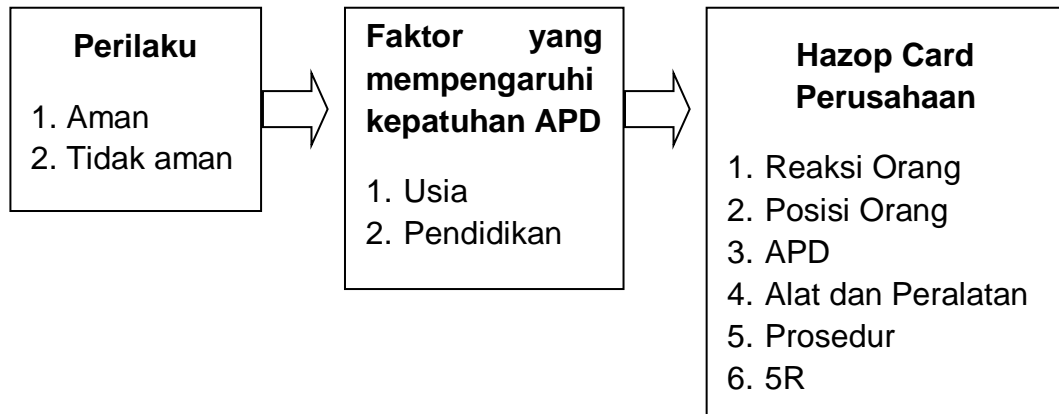 Perilaku
1. Aman
2. Tidak aman
Faktor yang
mempengaruhi
kepatuhan APD
1. Usia
2. Pendidikan
Hazop Card
Perusahaan
1. Reaksi Orang
2. Posisi Orang
3. APD
4. Alat dan Peralatan
5. Prosedur
6. 5R